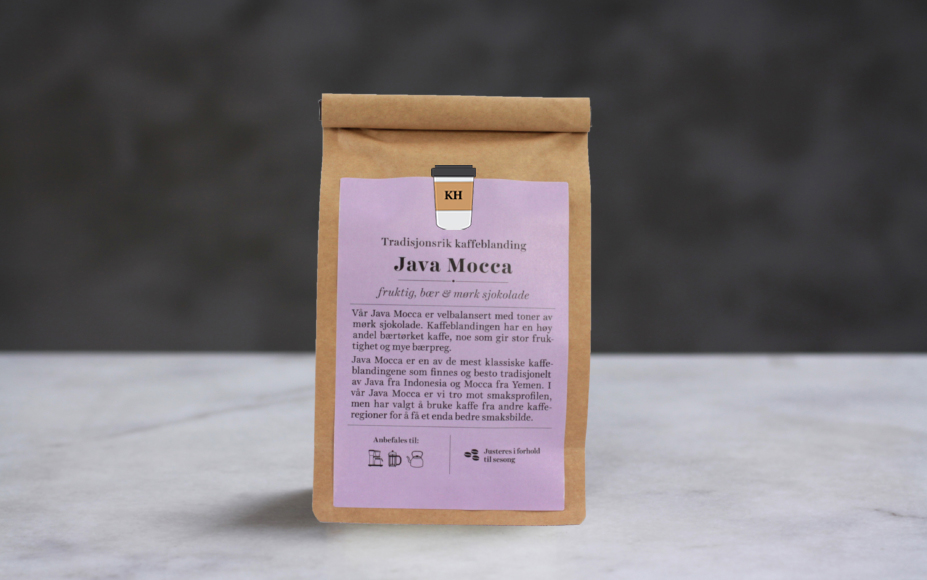 KH
Tradisjonsrik kaffeblanding
Java Mocca
fruktig, bær & mørk sjokolade
Vår Java Mocca er velbalansert med toner av
mørk sjokolade. Kaffeblandingen har en høy
andel bærtørket kaffe, noe som gir stor fruk-
tighet og mye bærpreg.
Java Mocca er en av de mest klassiske kaffe-
blandingene som finnes og besto tradisjonelt
av Java fra Indonesia og Mocca fra Yemen. I
vår Java Mocca er vi tro mot smaksprofilen,
men har valgt å bruke kaffe fra andre kaffe-
regioner for å få et enda bedre smaksbilde.
Anbefales til:
Justeres i forhold
til sesong